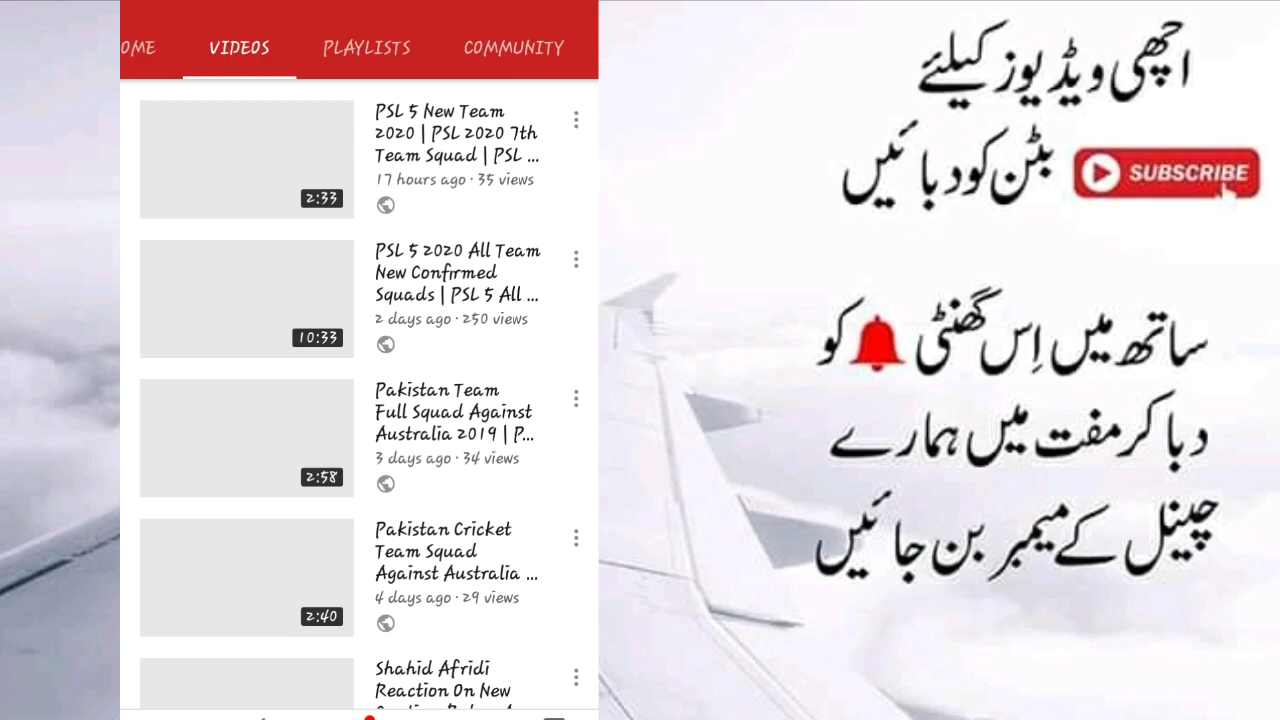 OME VIDEOS PLAYLISTS COMMUNITY
PSL 5 New Team
2020 | PSL 2020 7th
Team Squad | PSL ...
17 hours ago · 35 views
2:33
PSL 5 2020 All Team
New Confirmed
Squads | PSL 5 All ...
2 days ago · 250 views
10:33
Pakistan Team
Full Squad Against
Australia 2019 | P...
3 days ago · 34 views
2:58
Pakistan Cricket
Team Squad
Against Australia ...
4 days ago · 29 views
2:40
Shahid Afridi
Reaction On New
اچھی ویڈیوز کیلئے
SUBSCRIBE بٹن کو دبائیں
ساتھ میں اِس گھنٹی کو
دبا کر مفت میں ہمارے
چینل کے میمبر بن جائیں